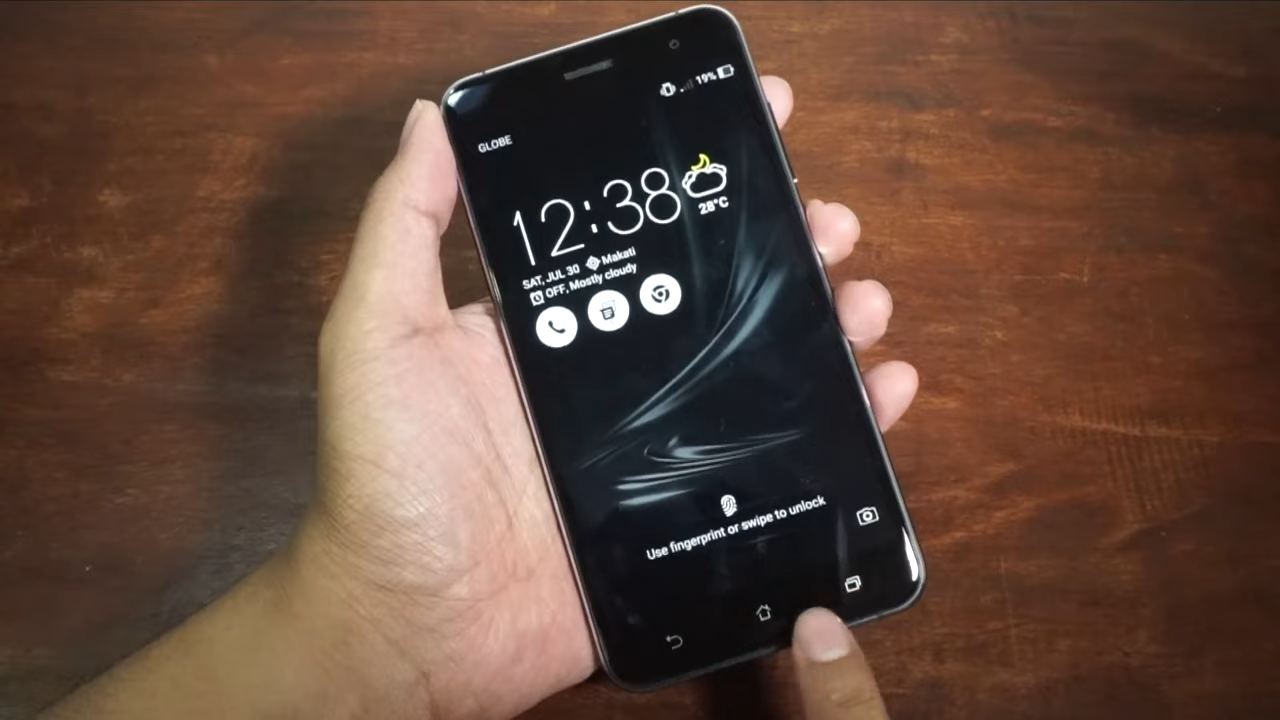 19%
GLOBE
12:38
28°C
SAT, JUL 30 Makati
OFF, Mostly cloudy
Use fingerprint or swipe to unlock